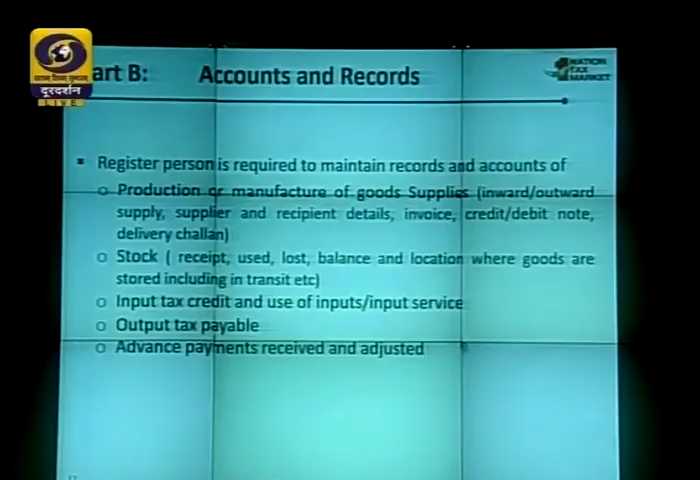 दूरदर्शन
LIVE
art B: Accounts and Records
NATION
TAX
MARKET
Register person is required to maintain records and accounts of
Production or manufacture of goods Supplies (inward/outward
supply, supplier and recipient details, invoice, credit/debit note,
delivery challan)
Stock ( receipt, used, lost, balance and location where goods are
stored including in transit etc)
Input tax credit and use of inputs/input service
Output tax payable
Advance payments received and adjusted